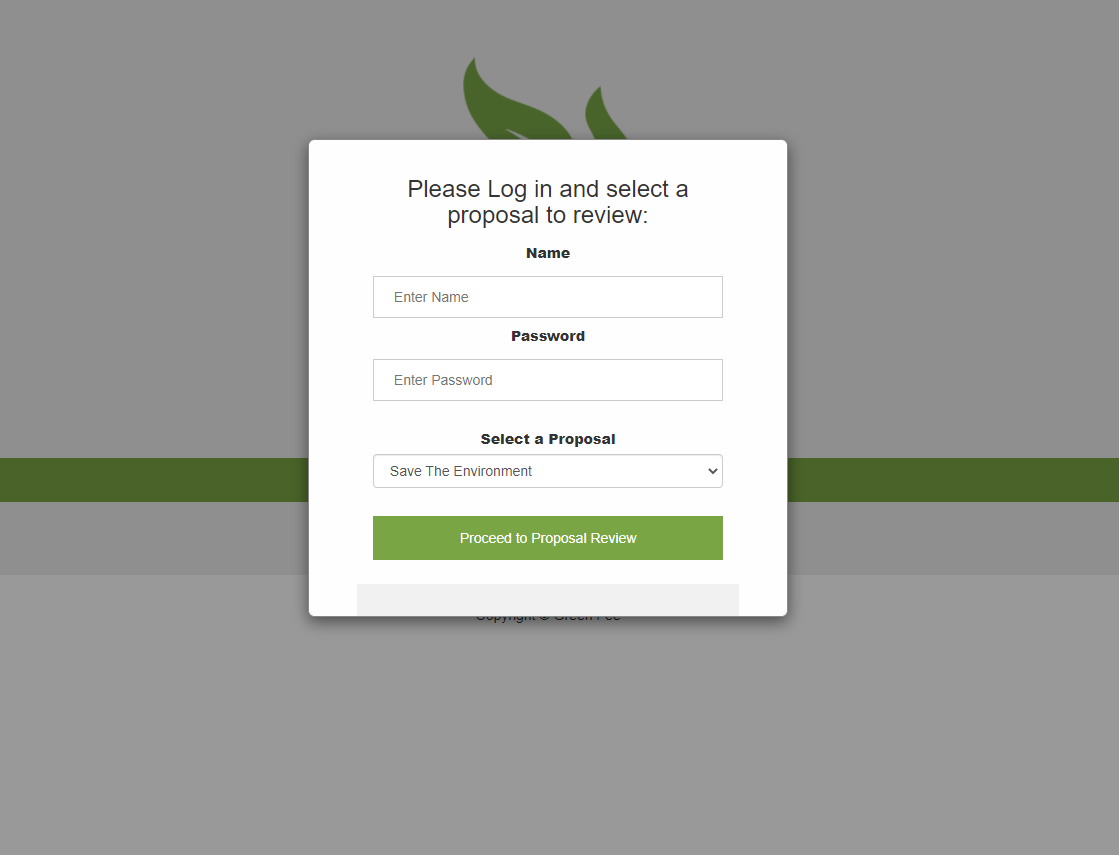 Please Log in and select a
proposal to review:
Name
Enter Name
Password
Enter Password
Select a Proposal
Save The Environment
Proceed to Proposal Review
Copyright © Green Fee